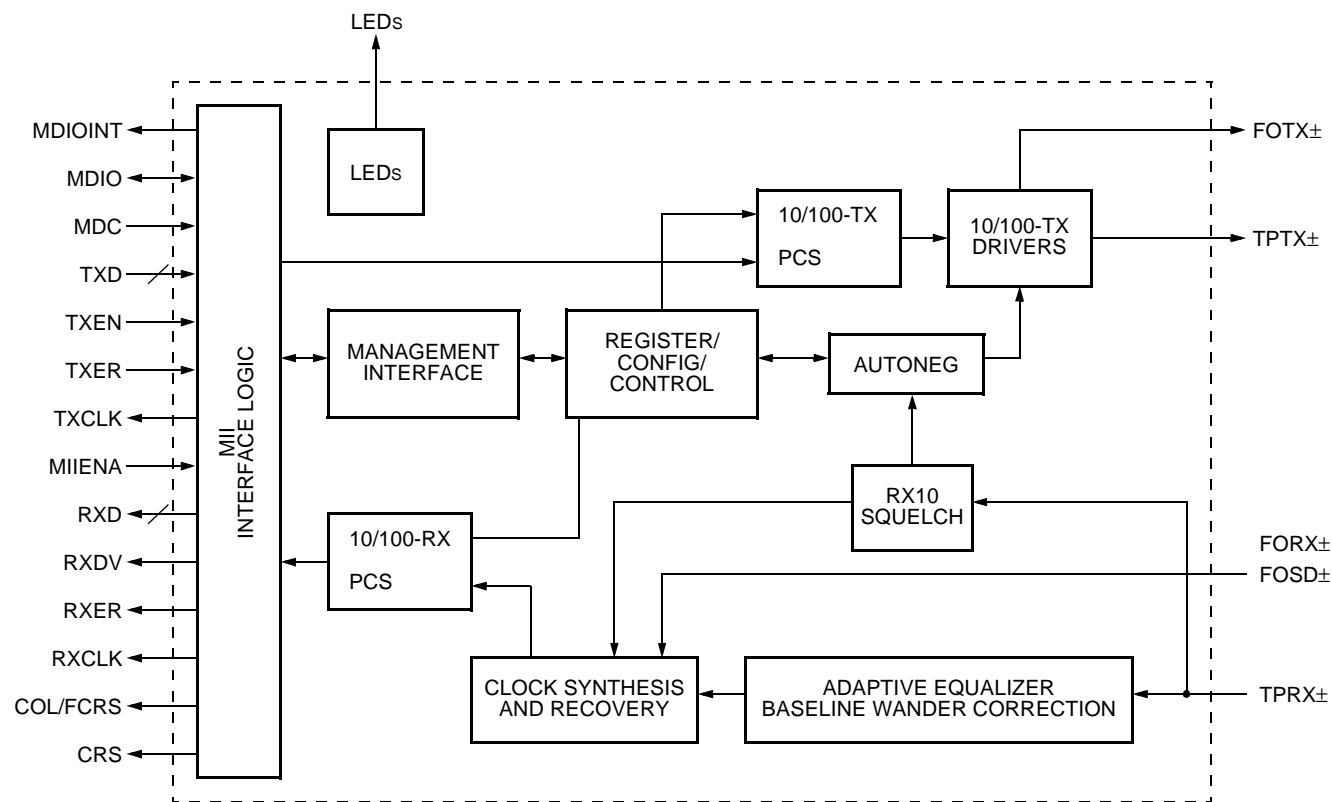 LEDs
MDIOINT
MDIO
MDC
TXD
TXEN
TXER
TXCLK
MIIENA
RXD
RXDV
RXER
RXCLK
COL/FCRS
CRS
MII
INTERFACE LOGIC
LEDs
10/100-TX
PCS
10/100-TX
DRIVERS
FOTX±
TPTX±
MANAGEMENT
INTERFACE
REGISTER/
CONFIG/
CONTROL
AUTONEG
RX10
SQUELCH
10/100-RX
PCS
FORX±
FOSD±
CLOCK SYNTHESIS
AND RECOVERY
ADAPTIVE EQUALIZER
BASELINE WANDER CORRECTION
TPRX±